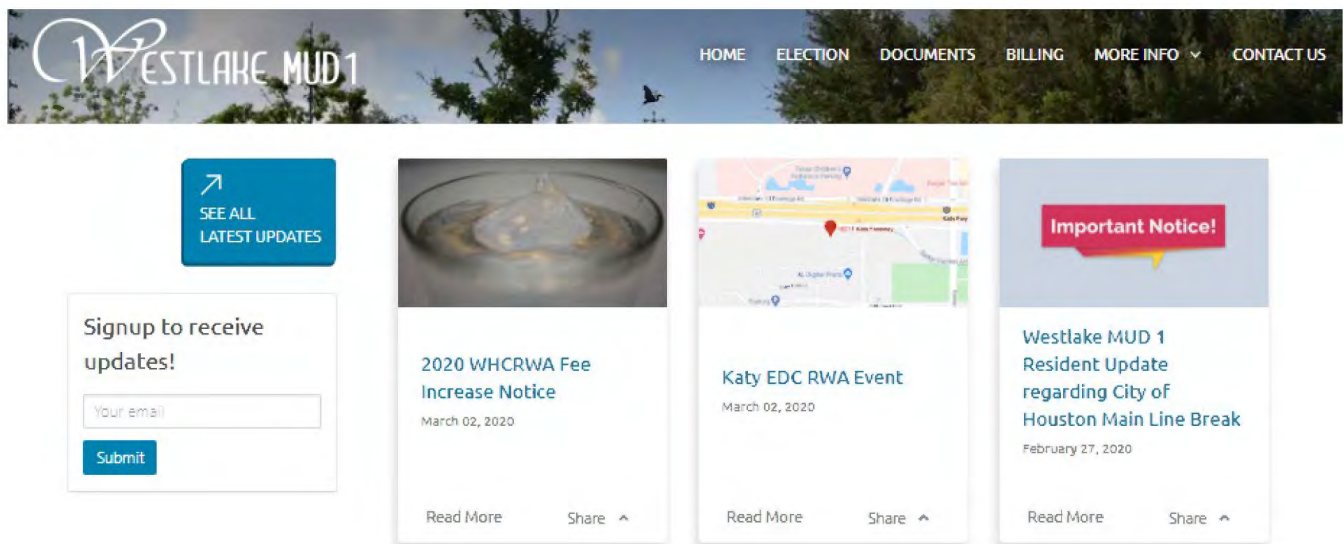 WESTLAKE MUD 1
HOME ELECTION DOCUMENTS BILLING MORE INFO CONTACT US
SEE ALL
LATEST UPDATES
Signup to receive
updates!
Your email
Submit
2020 WHCRWA Fee
Increase Notice
March 02, 2020
Read More Share
Katy EDC RWA Event
March 02, 2020
Read More Share
Important Notice!
Westlake MUD 1
Resident Update
regarding City of
Houston Main Line Break
February 27, 2020
Read More Share